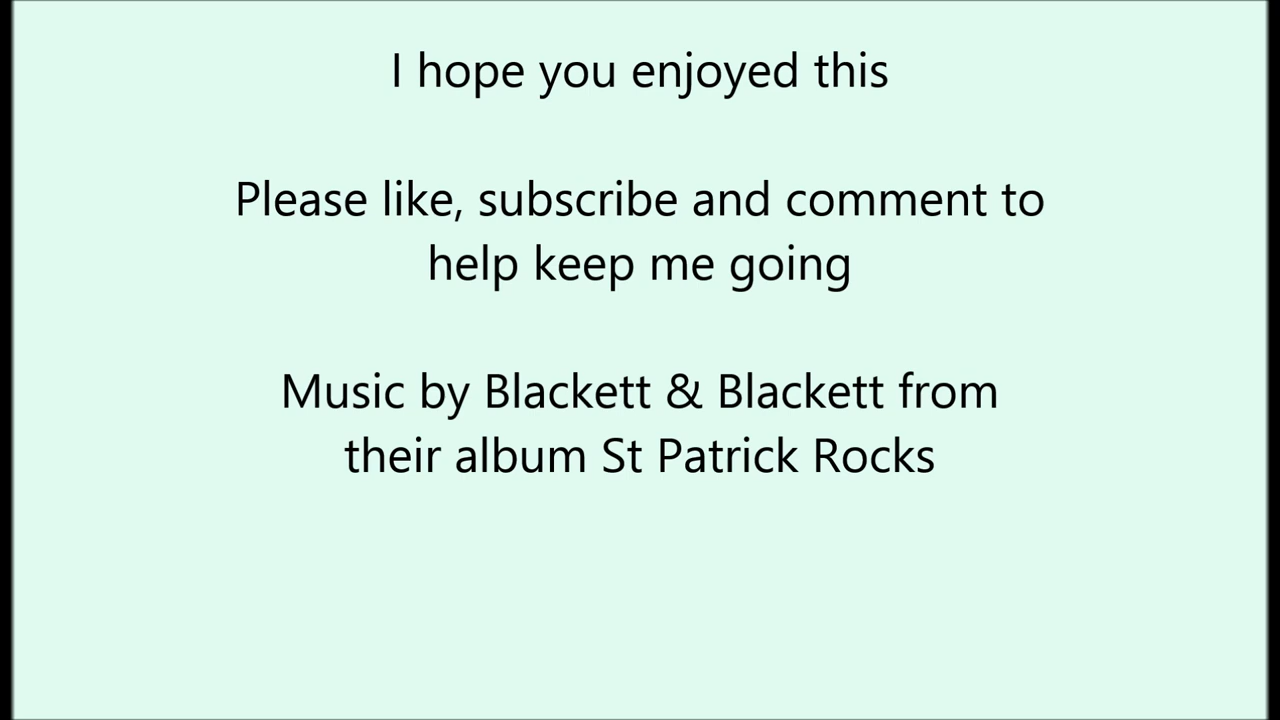 I hope you enjoyed this
Please like, subscribe and comment to
help keep me going
Music by Blackett & Blackett from
their album St Patrick Rocks